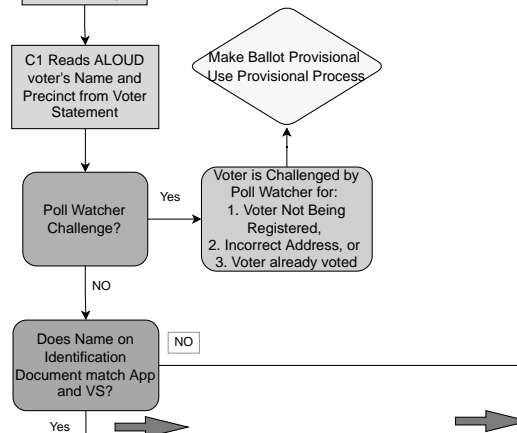 C1 Reads ALOUD
voter's Name and
Precinct from Voter
Statement
Make Ballot Provisional
Use Provisional Process
Poll Watcher
Challenge?
Yes
Voter is Challenged by
Poll Watcher for:
1. Voter Not Being
Registered,
2. Incorrect Address, or
3. Voter already voted
NO
Does Name on
Identification
Document match App
and VS?
NO
Yes